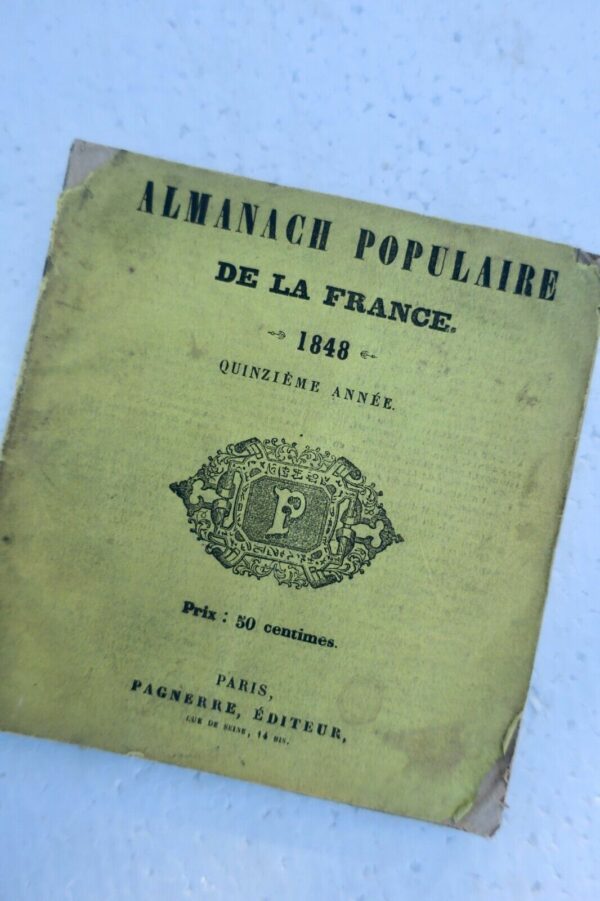 ALMANACH POPULAIRE
DE LA FRANCE.
1848
QUINZIÈME ANNÉE.
P
Prix : 50 centimes.
PARIS,
PAGNERRE, ÉDITEUR,
RUE DE SEINE, 14 BIS.